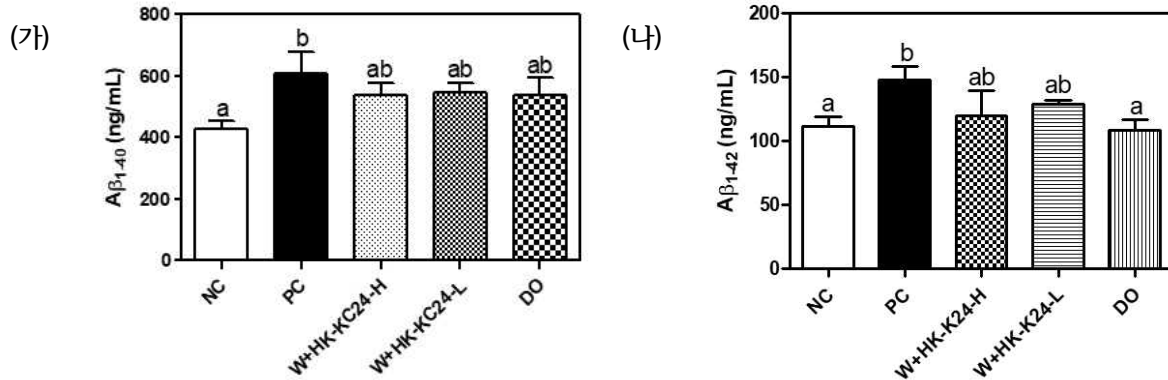 (가)
Aβ1-40 (ng/mL)
800
600
400
200
0
a
b
ab
ab
ab
NC
PC
W+HK-KC24-H
W+HK-KC24-L
DO
(나)
Aβ1-42 (ng/mL)
200
150
100
50
0
a
b
ab
ab
a
NC
PC
W+HK-K24-H
W+HK-K24-L
DO